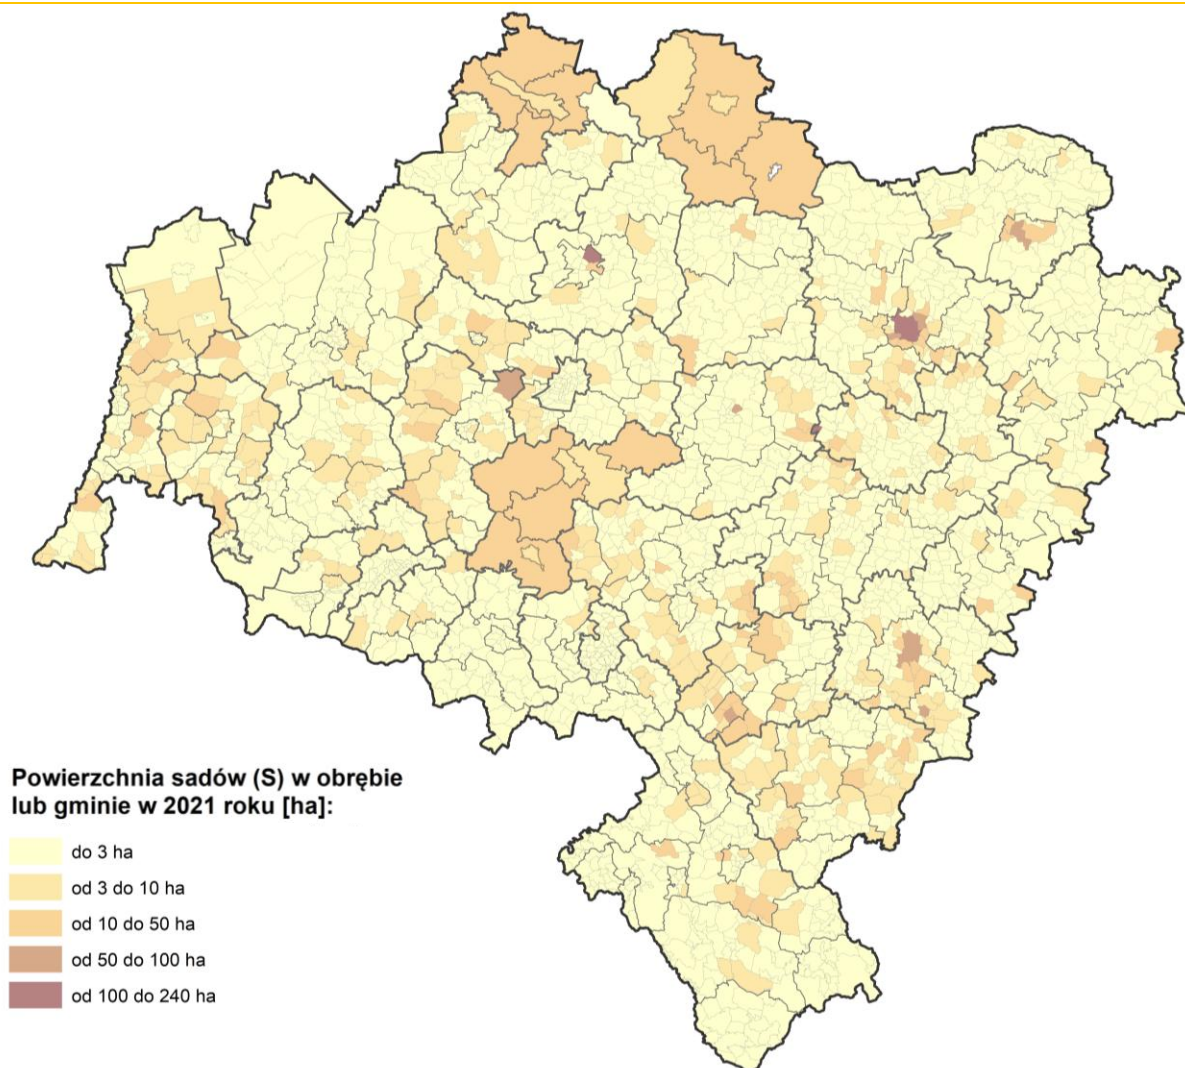 Powierzchnia sadów (S) w obrębie
lub gminie w 2021 roku [ha]:
do 3 ha
od 3 do 10 ha
od 10 do 50 ha
od 50 do 100 ha
od 100 do 240 ha